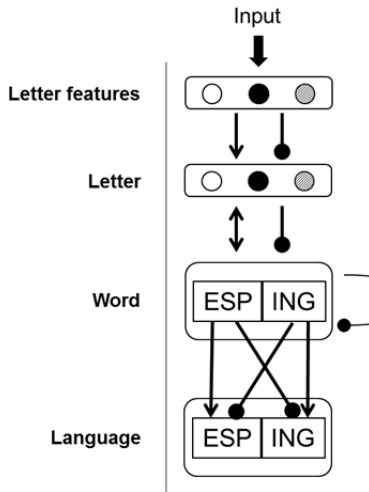 Input
Letter features
Letter
Word
ESP ING
Language
ESP ING